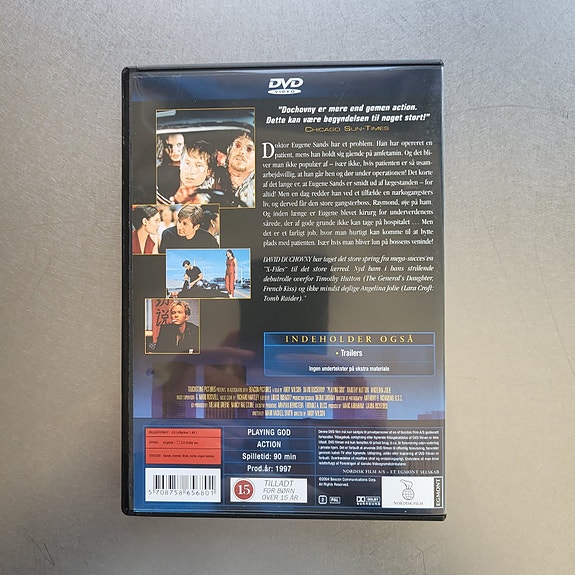 DVD
VIDEO
"Dochovny er mere end gemen action.
Dette kan være begyndelsen til noget stort!"
CHICAGO SUN-TIMES
Doktor Eugene Sands har et problem. Han har opereret en
patient, mens han holdt sig gående på amfetamin. Og det bli-
ver man ikke populær af – især ikke, hvis patienten er så usam-
arbejdsvillig, at han går hen og dør under operationen! Det korte
af det lange er, at Eugene Sands er smidt ud af lægestanden – for
altid! Men en dag redder han ved et tilfælde en narkogangsters
liv, og derved får den store gangsterboss, Raymond, øje på ham.
Og inden længe er Eugene blevet kirurg for underverdenens
sårede, der af gode grunde ikke kan tage på hospitalet ... Men
det er et farligt job, hvor man hurtigt kan komme til at bytte
plads med patienten. Især hvis man bliver lun på bossens veninde!
DAVID DUCHOVNY har taget det store spring fra mega-succes'en
"X-Files" til det store lærred. Nyd ham i hans strålende
debutrolle overfor Timothy Hutton (The General's Daughter,
French Kiss) og ikke mindst dejlige Angelina Jolie (Lara Croft:
Tomb Raider)."
INDEHOLDER OGSÅ
• Trailers
Ingen undertekster på ekstra materiale
PLAYING GOD
ACTION
Spilletid: 90 min
Prod.år: 1997
5 708758 656801
15
TILLADT
FOR BØRN
OVER 15 ÅR
NORDISK FILM A/S – ET EGMONT SELSKAB
©2004 Beacon Communications Corp.
2
PAL
DOLBY
SURROUND
NORDISK FILM
EGMONT